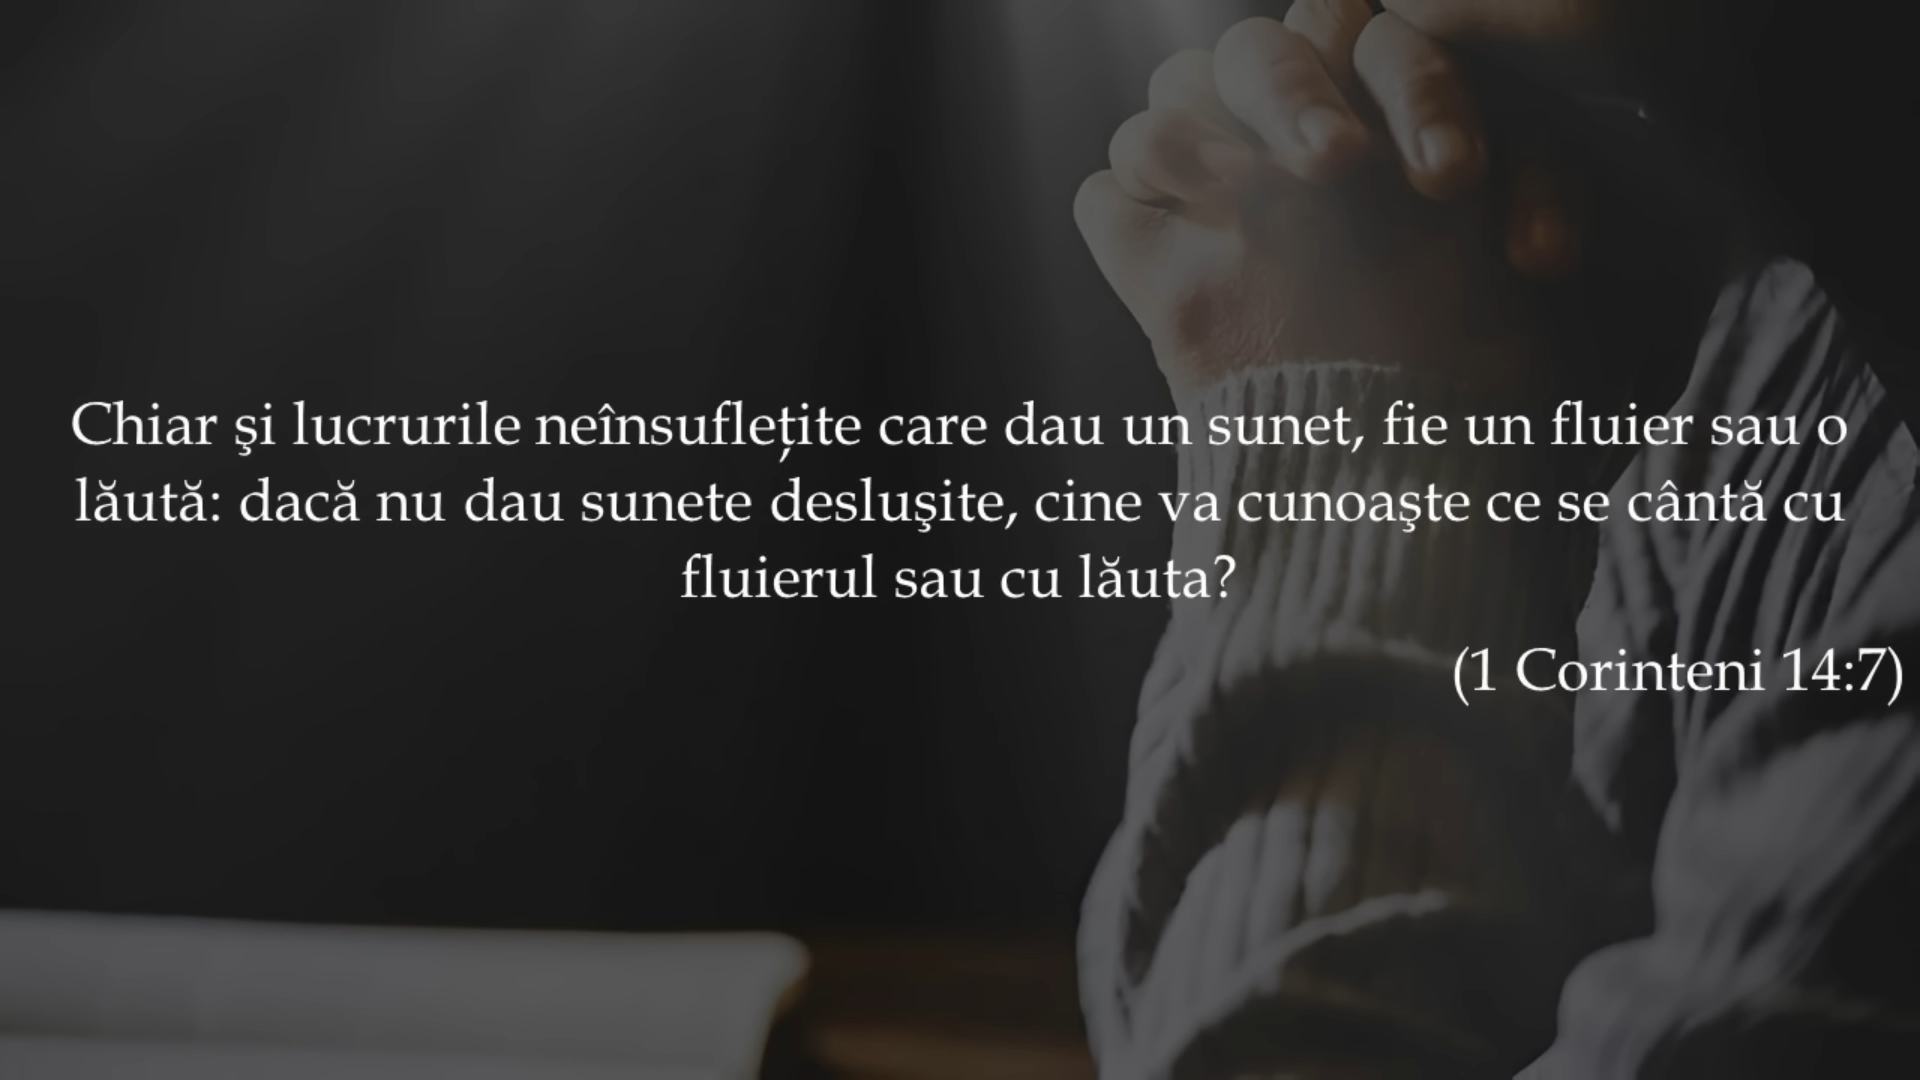 Chiar şi lucrurile neînsufleţite care dau un sunet, fie un fluier sau o
lăută: dacă nu dau sunete desluşite, cine va cunoaşte ce se cântă cu
fluierul sau cu lăuta?
(1 Corinteni 14:7)